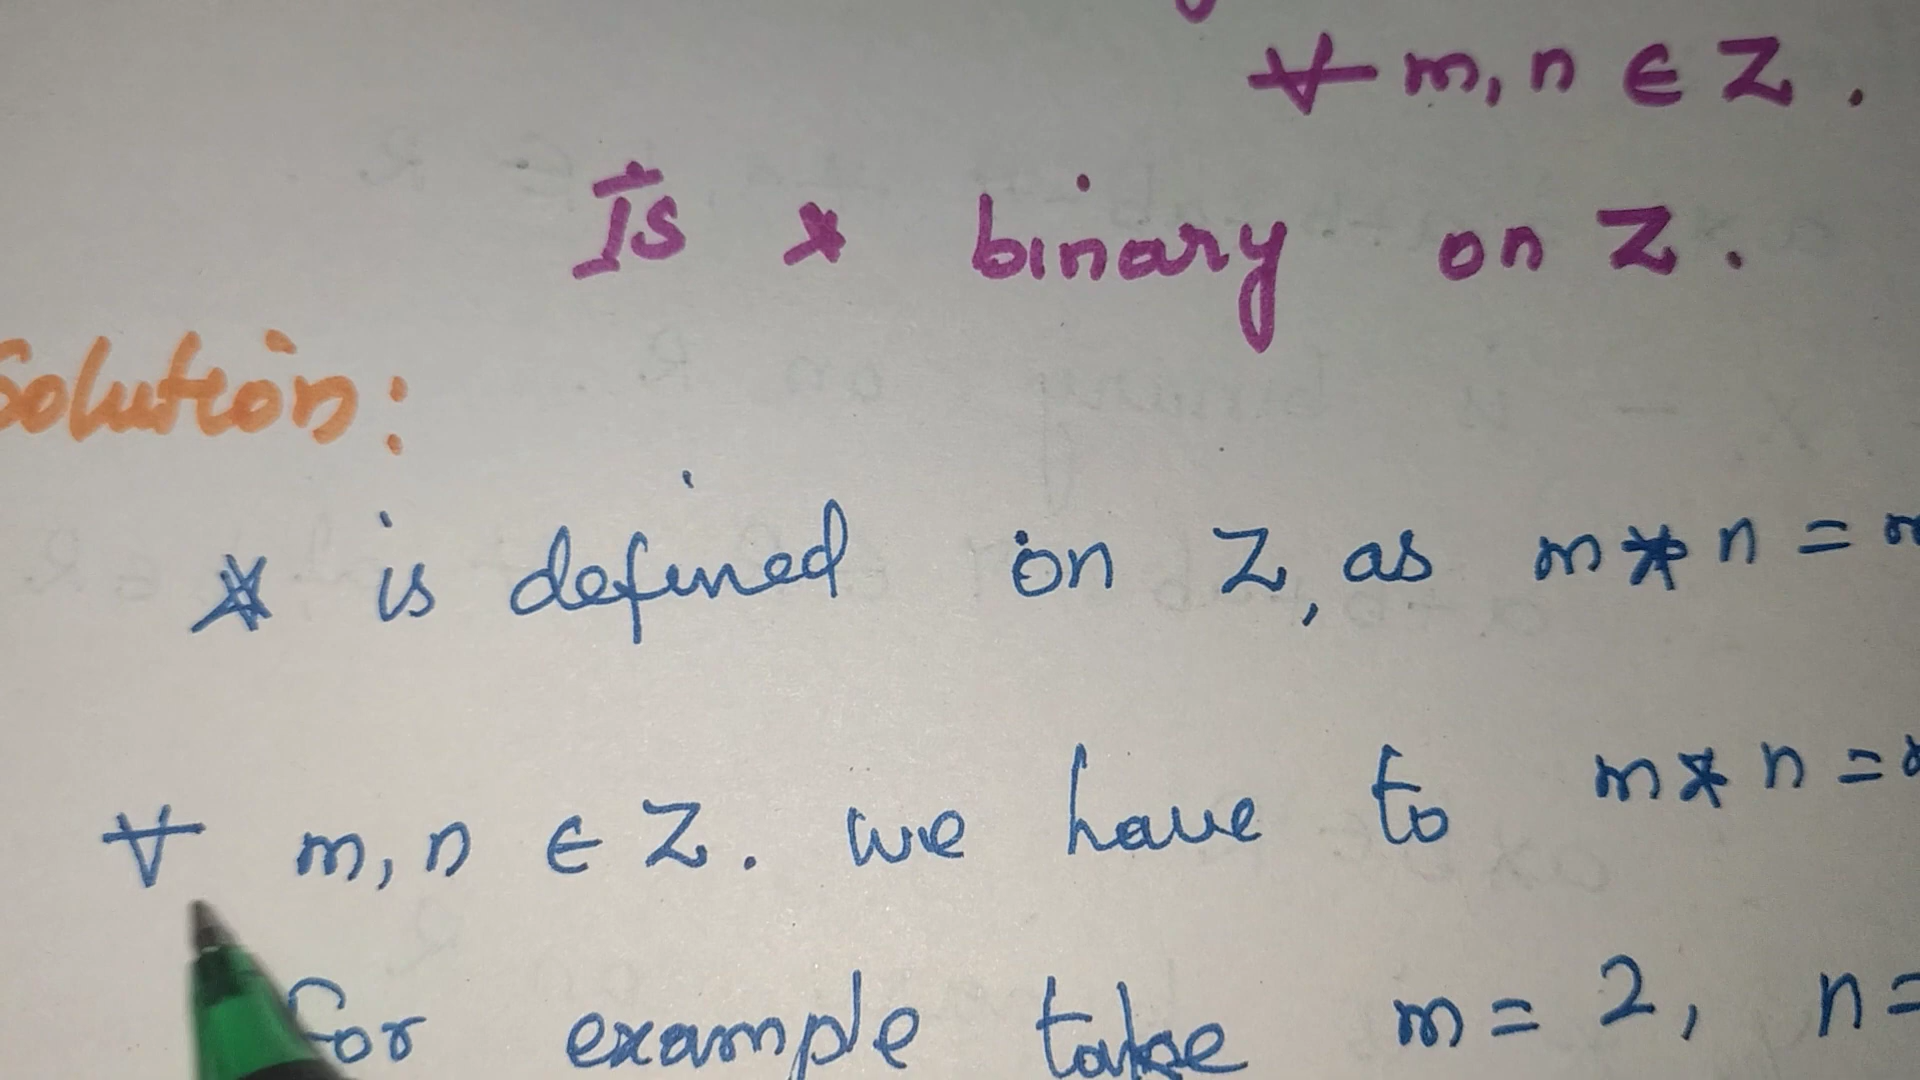 ∀ m, n ∈ Z.
Is * binary on Z.
Solution:
* is defined on Z, as m * n =
∀ m, n ∈ Z. we have to m * n =
For example take m = 2, n =